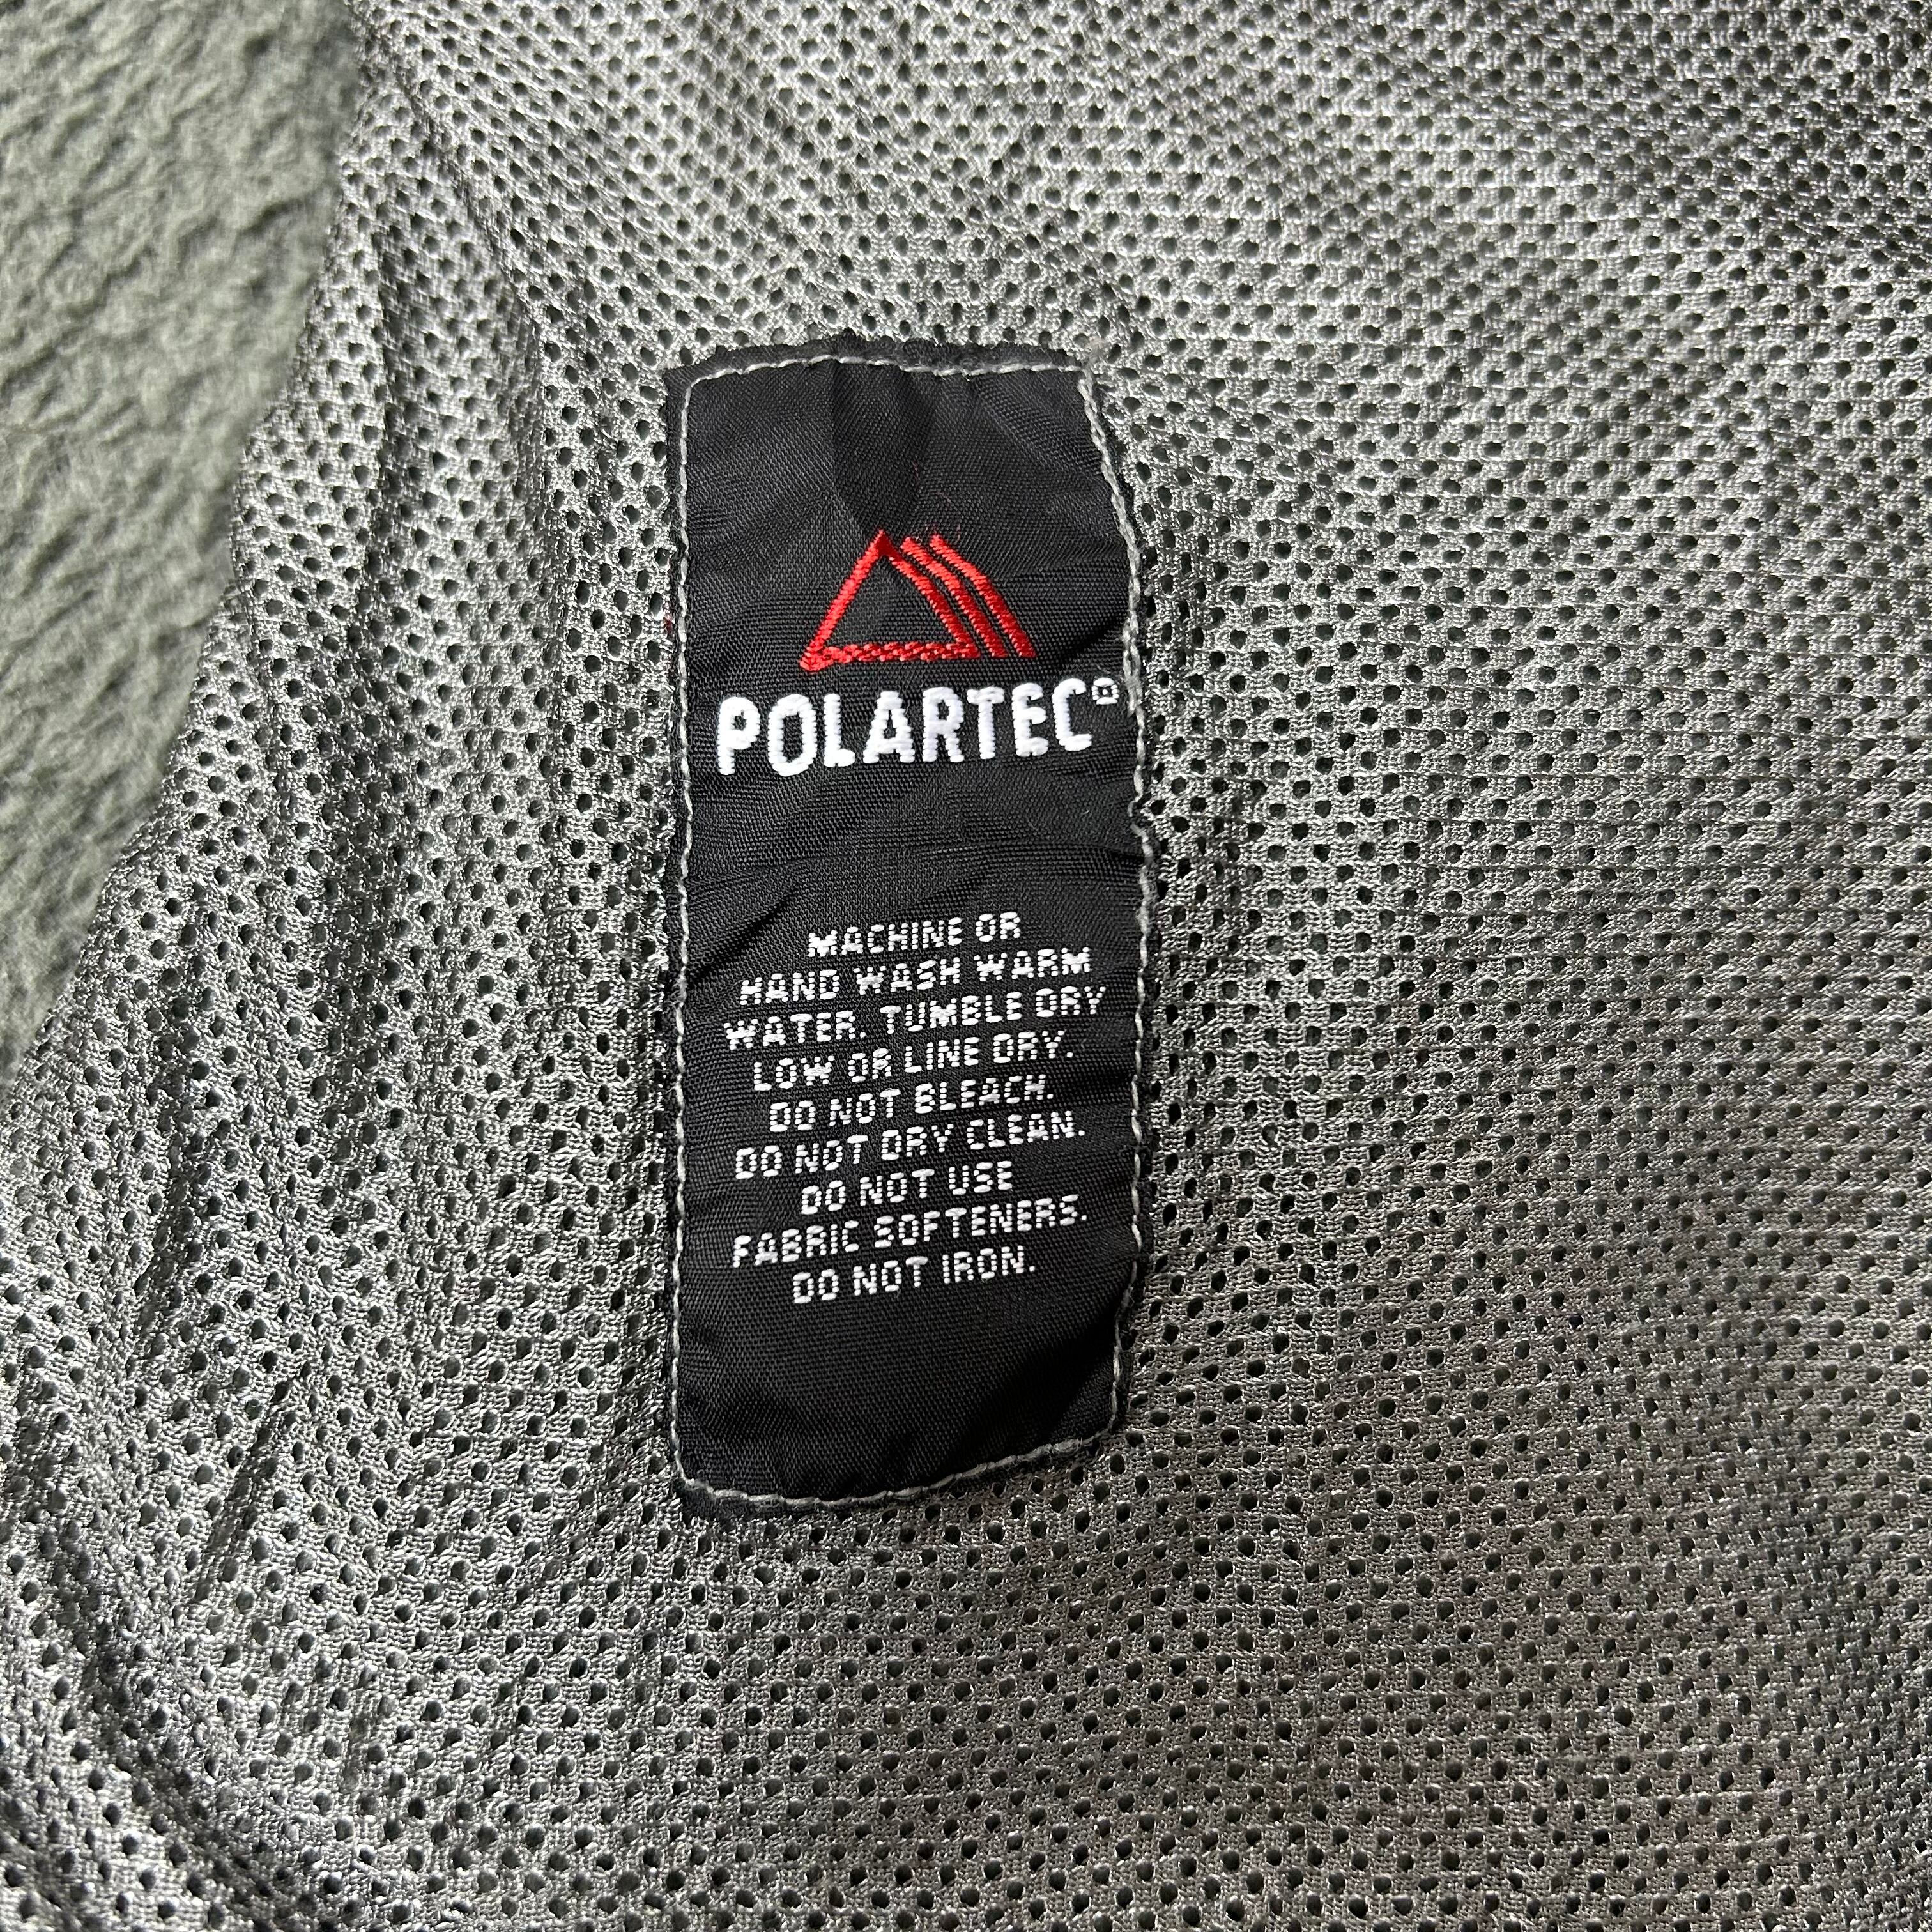 POLARTEC®
MACHINE OR
HAND WASH WARM
WATER. TUMBLE DRY
LOW OR LINE DRY.
DO NOT BLEACH.
DO NOT DRY CLEAN.
DO NOT USE
FABRIC SOFTENERS.
DO NOT IRON.